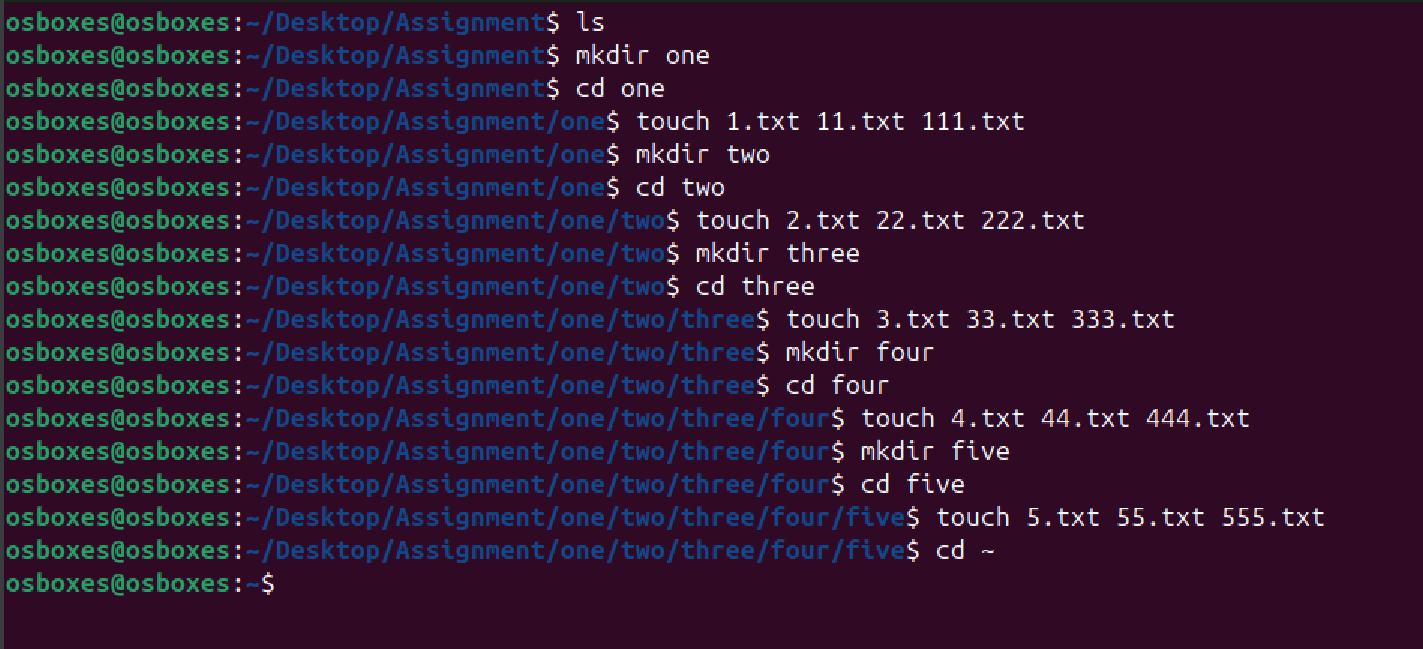 osboxes@osboxes:~/Desktop/Assignment$ ls
osboxes@osboxes:~/Desktop/Assignment$ mkdir one
osboxes@osboxes:~/Desktop/Assignment$ cd one
osboxes@osboxes:~/Desktop/Assignment/one$ touch 1.txt 11.txt 111.txt
osboxes@osboxes:~/Desktop/Assignment/one$ mkdir two
osboxes@osboxes:~/Desktop/Assignment/one$ cd two
osboxes@osboxes:~/Desktop/Assignment/one/two$ touch 2.txt 22.txt 222.txt
osboxes@osboxes:~/Desktop/Assignment/one/two$ mkdir three
osboxes@osboxes:~/Desktop/Assignment/one/two$ cd three
osboxes@osboxes:~/Desktop/Assignment/one/two/three$ touch 3.txt 33.txt 333.txt
osboxes@osboxes:~/Desktop/Assignment/one/two/three$ mkdir four
osboxes@osboxes:~/Desktop/Assignment/one/two/three$ cd four
osboxes@osboxes:~/Desktop/Assignment/one/two/three/four$ touch 4.txt 44.txt 444.txt
osboxes@osboxes:~/Desktop/Assignment/one/two/three/four$ mkdir five
osboxes@osboxes:~/Desktop/Assignment/one/two/three/four$ cd five
osboxes@osboxes:~/Desktop/Assignment/one/two/three/four/five$ touch 5.txt 55.txt 555.txt
osboxes@osboxes:~/Desktop/Assignment/one/two/three/four/five$ cd ~
osboxes@osboxes:~$